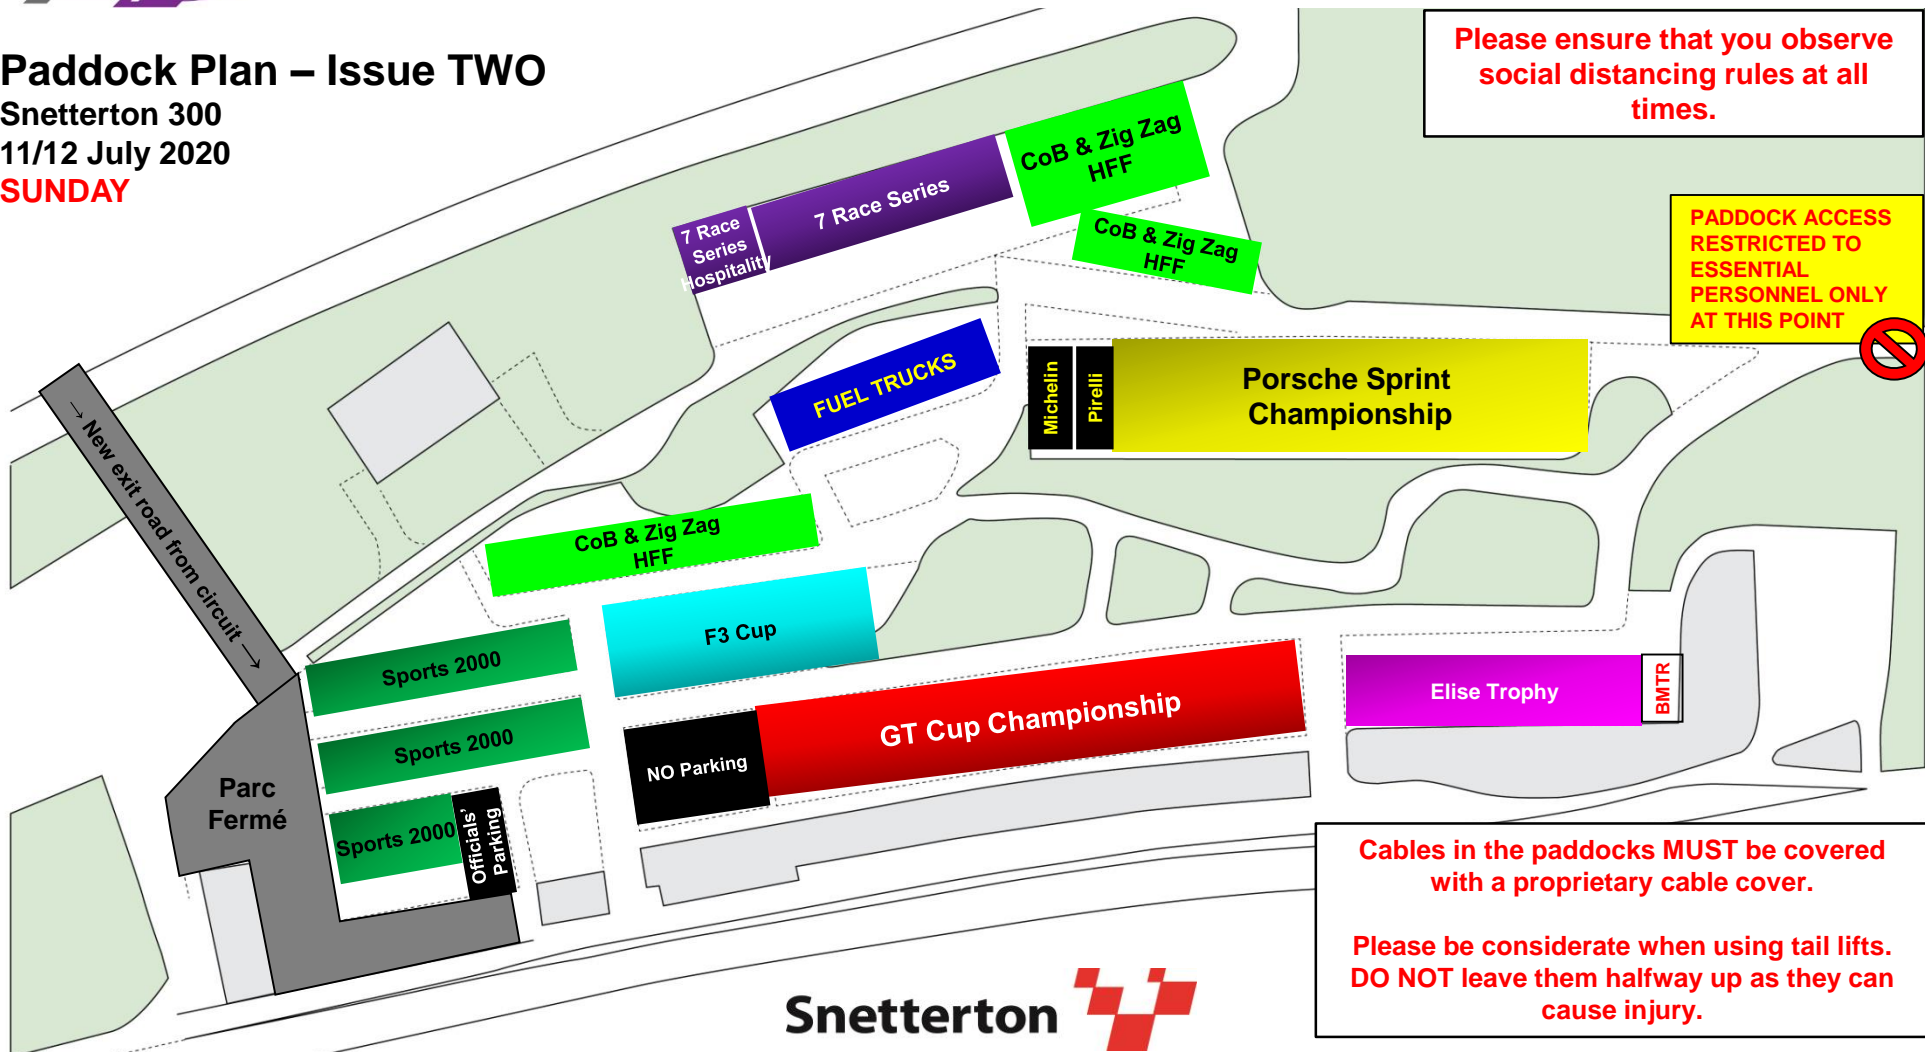 Paddock Plan – Issue TWO
Snetterton 300
11/12 July 2020
SUNDAY
Please ensure that you observe
social distancing rules at all
times.
PADDOCK ACCESS
RESTRICTED TO
ESSENTIAL
PERSONNEL ONLY
AT THIS POINT
CoB & Zig Zag
HFF
7 Race Series
7 Race
Series
Hospitality
CoB & Zig Zag
HFF
FUEL TRUCKS
Michelin
Pirelli
Porsche Sprint
Championship
→ New exit road from circuit →
CoB & Zig Zag
HFF
F3 Cup
Sports 2000
Sports 2000
Sports 2000
Officials'
Parking
Parc
Fermé
NO Parking
GT Cup Championship
Elise Trophy
BMTR
Cables in the paddocks MUST be covered
with a proprietary cable cover.
Please be considerate when using tail lifts.
DO NOT leave them halfway up as they can
cause injury.
Snetterton